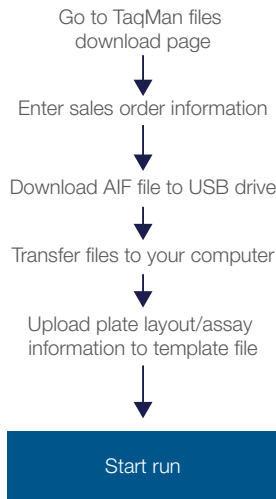 Go to TaqMan files
download page
Enter sales order information
Download AIF file to USB drive
Transfer files to your computer
Upload plate layout/assay
information to template file
Start run